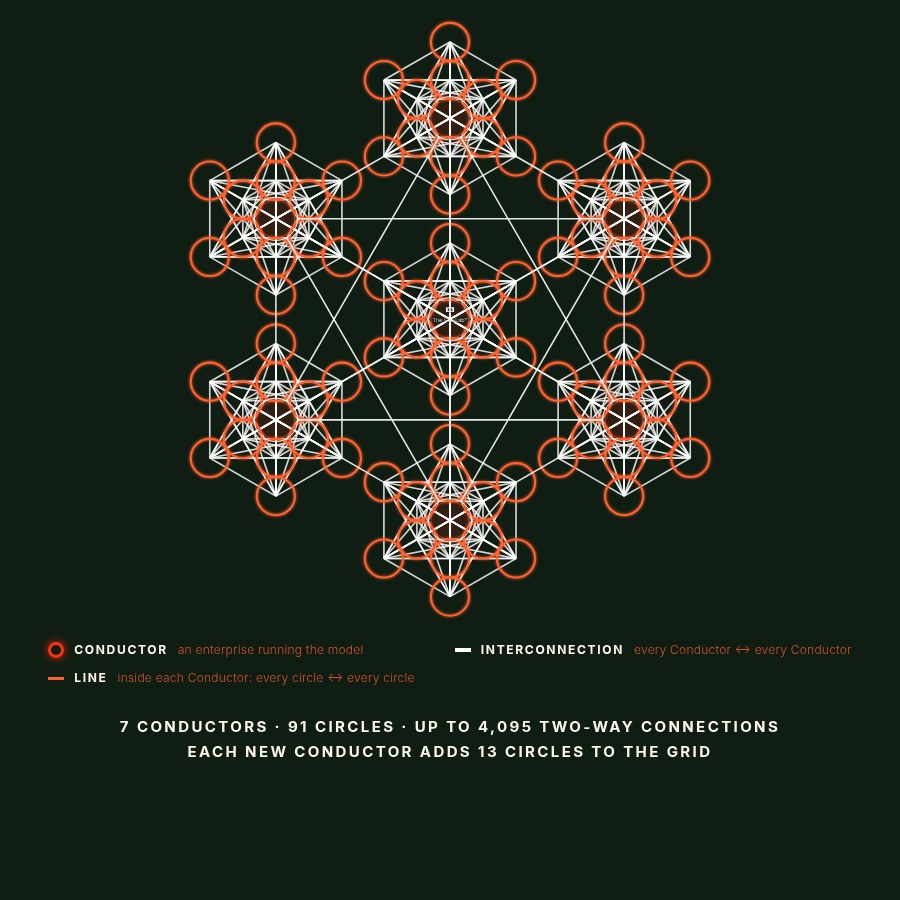 The
CONDUCTOR an enterprise running the model
INTERCONNECTION every Conductor ↔ every Conductor
LINE inside each Conductor: every circle ↔ every circle
7 CONDUCTORS · 91 CIRCLES · UP TO 4,095 TWO-WAY CONNECTIONS
EACH NEW CONDUCTOR ADDS 13 CIRCLES TO THE GRID